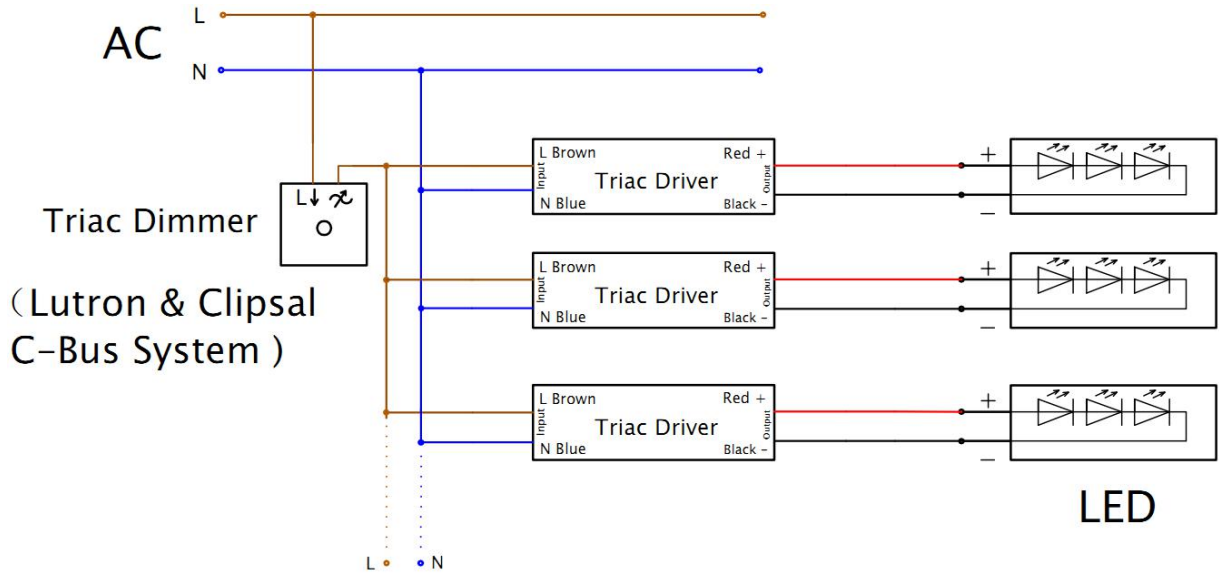 L
AC
N
L Brown
Red +
Input
Triac Driver
Output
N Blue
Black -
+
−
L
Triac Dimmer
L Brown
Red +
Input
Triac Driver
Output
N Blue
Black -
+
−
（Lutron & Clipsal
C-Bus System )
L Brown
Red +
Input
Triac Driver
Output
N Blue
Black -
+
−
LED
L
N